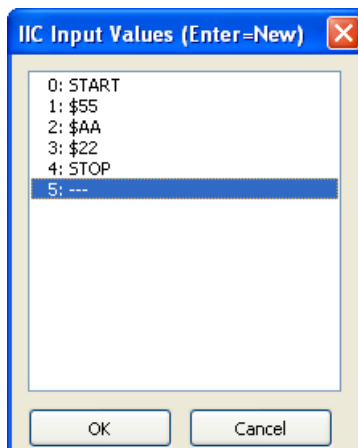 IIC Input Values (Enter=New)
0: START
1: $55
2: $AA
3: $22
4: STOP
5: ---
OK
Cancel